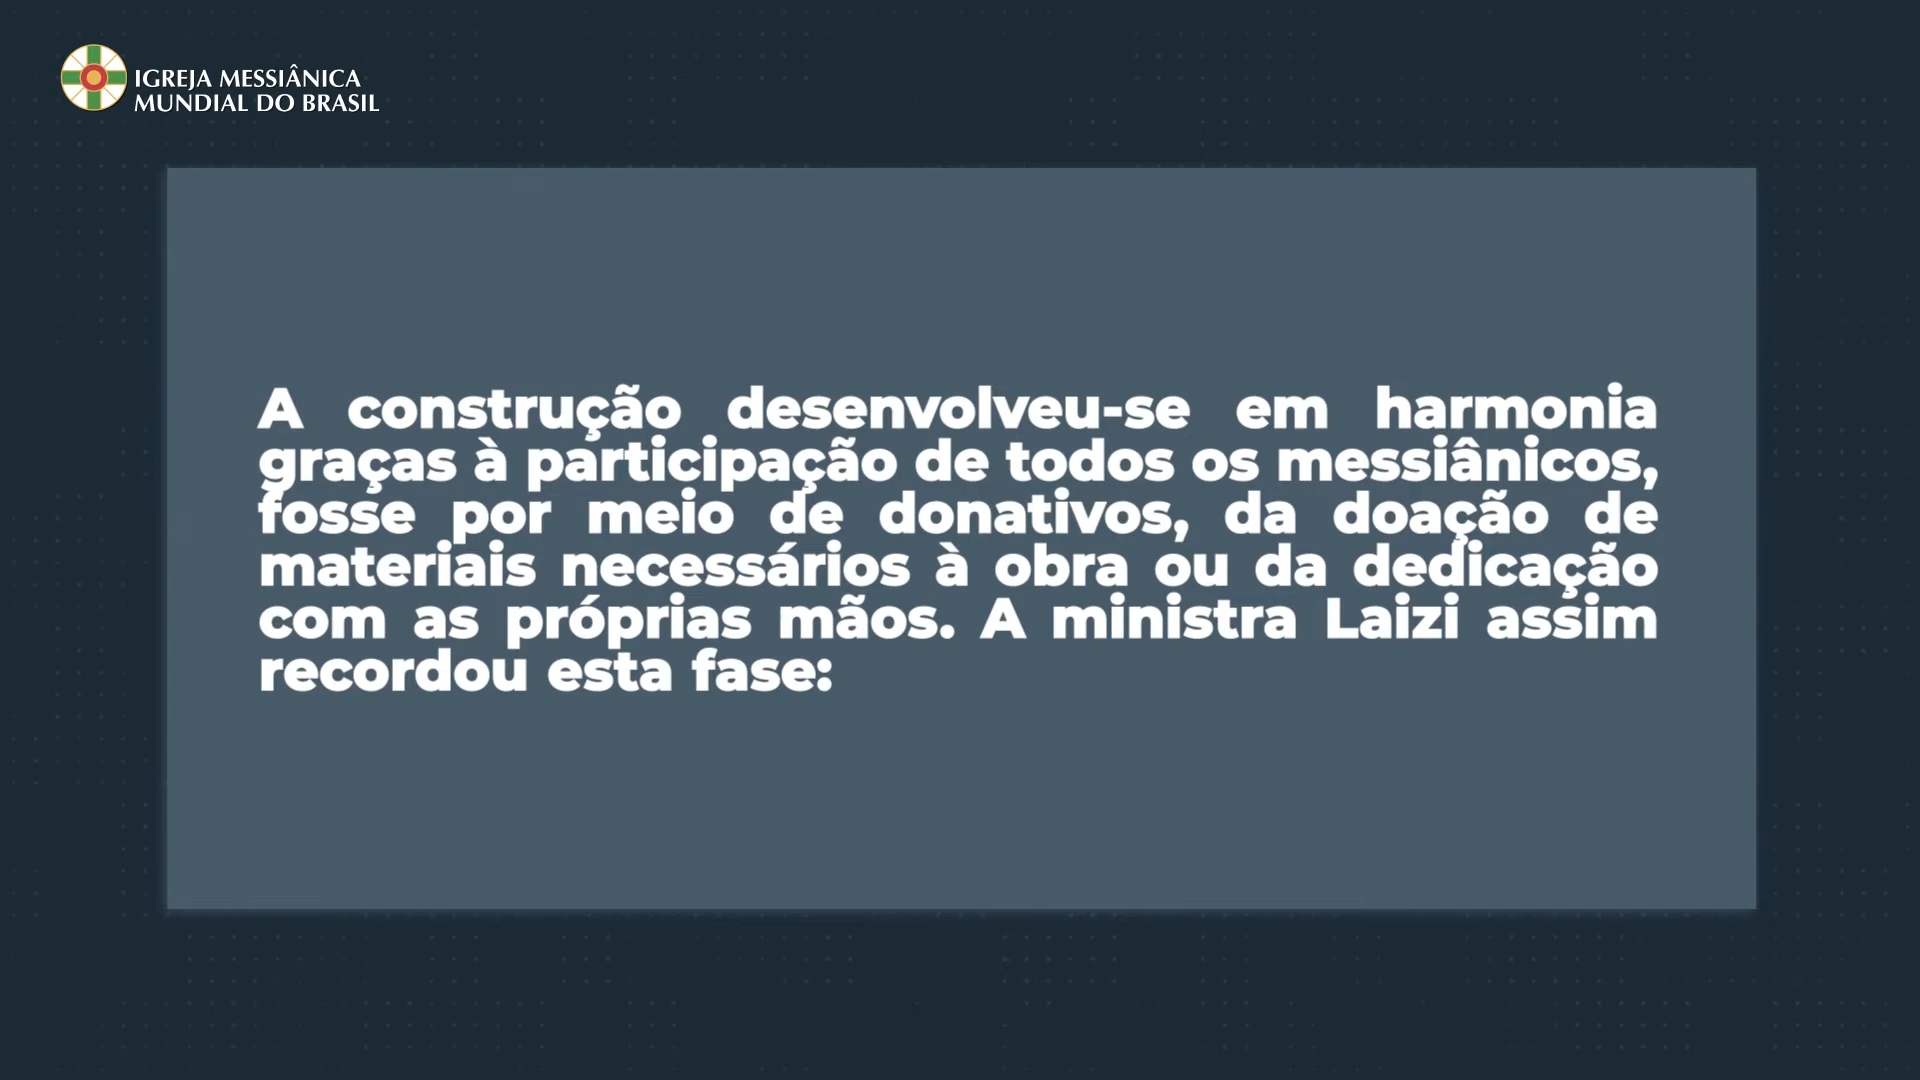 IGREJA MESSIÂNICA
MUNDIAL DO BRASIL
A construção desenvolveu-se em harmonia
graças à participação de todos os messiânicos,
fosse por meio de donativos, da doação de
materiais necessários à obra ou da dedicação
com as próprias mãos. A ministra Laizi assim
recordou esta fase: